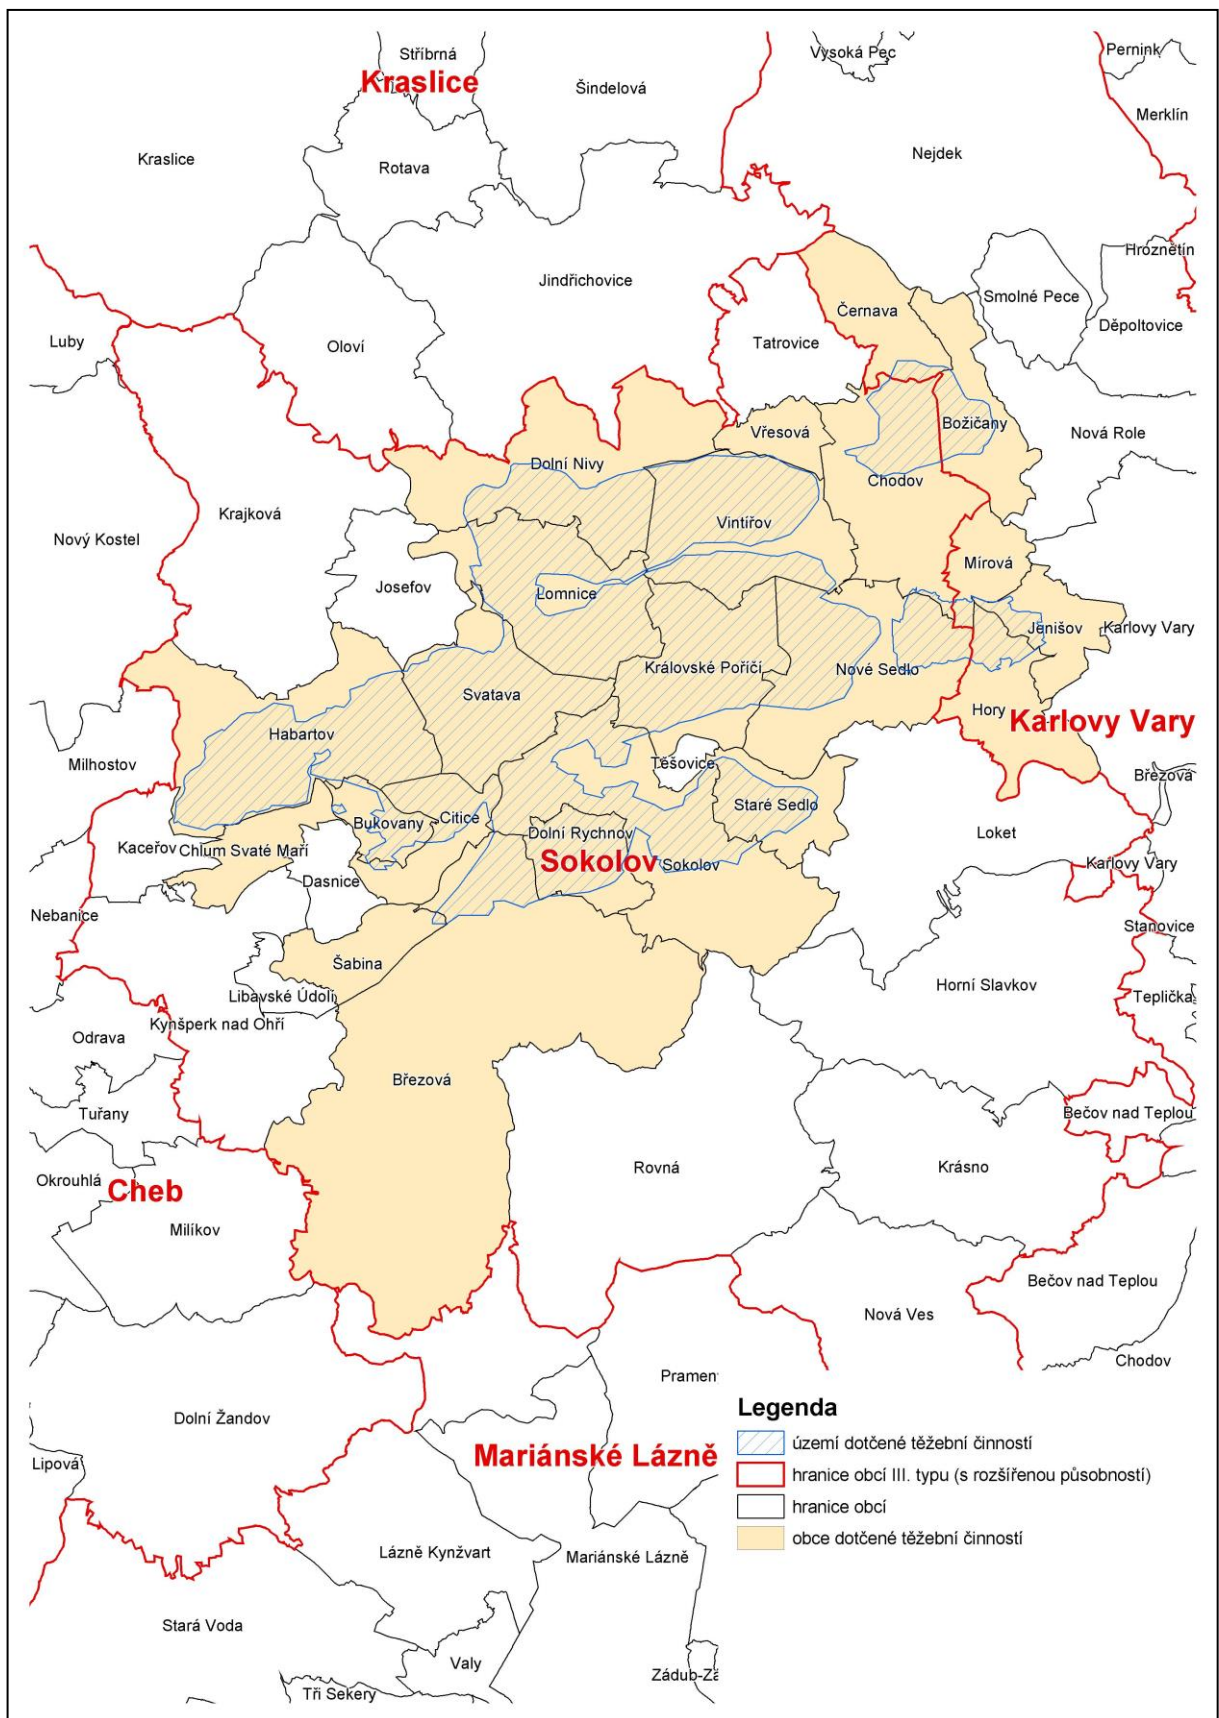 Stříbrná
Vysoká Pec
Pernink
Kraslice
Šindelová
Merklín
Kraslice
Rotava
Nejdek
Hroznětín
Jindřichovice
Smolné Pece
Černava
Děpoltovice
Luby
Oloví
Tatrovice
Božičany
Vřesová
Nová Role
Dolní Nivy
Chodov
Krajková
Vintířov
Nový Kostel
Mírová
Josefov
Lomnice
Jenišov
Karlovy Vary
Královské Poříčí
Nové Sedlo
Svatava
Hory
Karlovy Vary
Habartov
Milhostov
Těšovice
Březová
Staré Sedlo
Bukovany
Citice
Dolní Rychnov
Loket
Kaceřov
Chlum Svaté Maří
Sokolov
Sokolov
Karlovy Vary
Dasnice
Nebanice
Stanovice
Šabina
Horní Slavkov
Libavské Údolí
Teplička
Kynšperk nad Ohří
Odrava
Březová
Tuřany
Bečov nad Teplou
Rovná
Krásno
Okrouhlá
Cheb
Milíkov
Bečov nad Teplou
Nová Ves
Chodov
Pramen
Legenda
Dolní Žandov
území dotčené těžební činností
Mariánské Lázně
Lipová
hranice obcí III. typu (s rozšířenou působností)
hranice obcí
obce dotčené těžební činností
Lázně Kynžvart
Mariánské Lázně
Stará Voda
Valy
Zádub-Zá
Tři Sekery